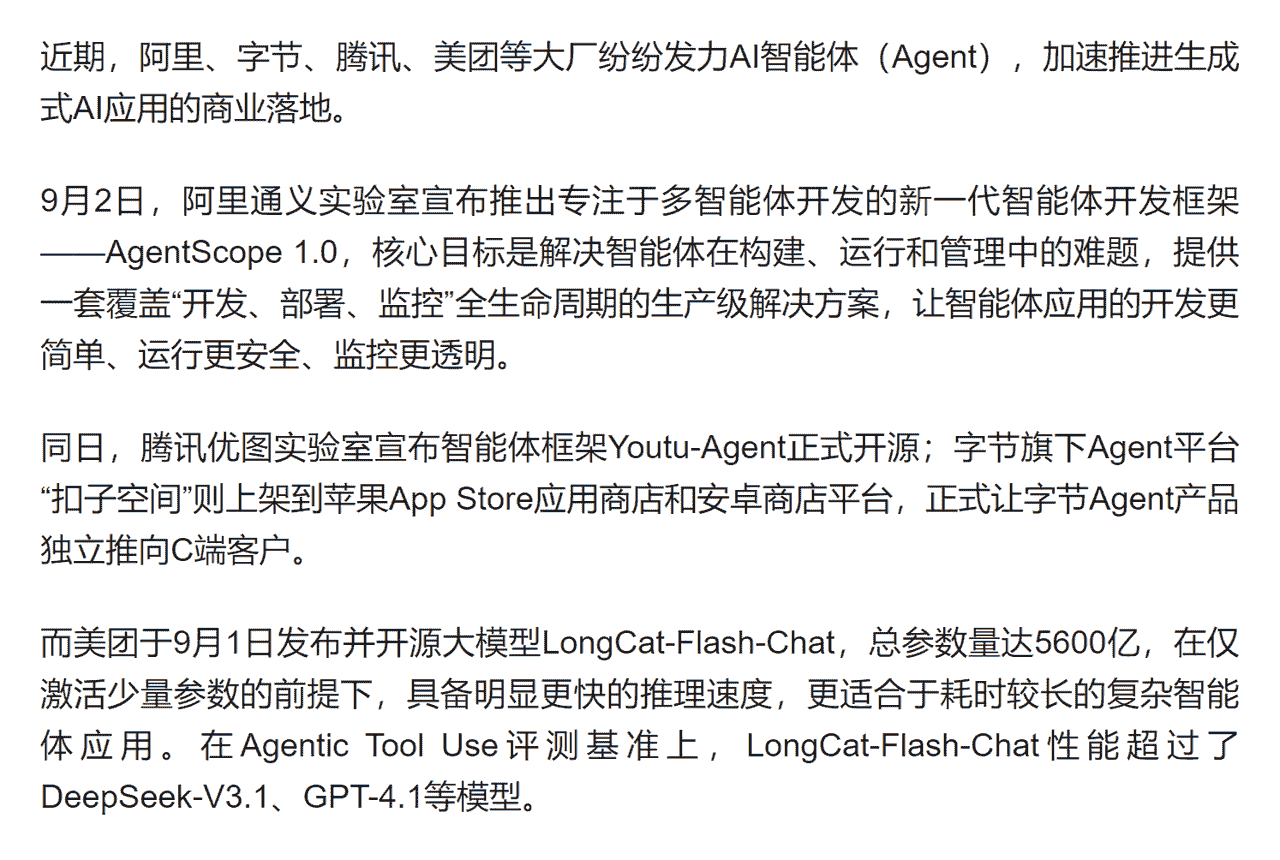 近期，阿里、字节、腾讯、美团等大厂纷纷发力AI智能体（Agent），加速推进生成
式AI应用的商业落地。
9月2日，阿里通义实验室宣布推出专注于多智能体开发的新一代智能体开发框架
——AgentScope 1.0，核心目标是解决智能体在构建、运行和管理中的难题，提供
一套覆盖“开发、部署、监控”全生命周期的生产级解决方案，让智能体应用的开发更
简单、运行更安全、监控更透明。
同日，腾讯优图实验室宣布智能体框架Youtu-Agent正式开源；字节旗下Agent平台
“扣子空间”则上架到苹果App Store应用商店和安卓商店平台，正式让字节Agent产品
独立推向C端客户。
而美团于9月1日发布并开源大模型LongCat-Flash-Chat，总参数量达5600亿，在仅
激活少量参数的前提下，具备明显更快的推理速度，更适合于耗时较长的复杂智能
体应用。在Agentic Tool Use评测基准上，LongCat-Flash-Chat性能超过了
DeepSeek-V3.1、GPT-4.1等模型。